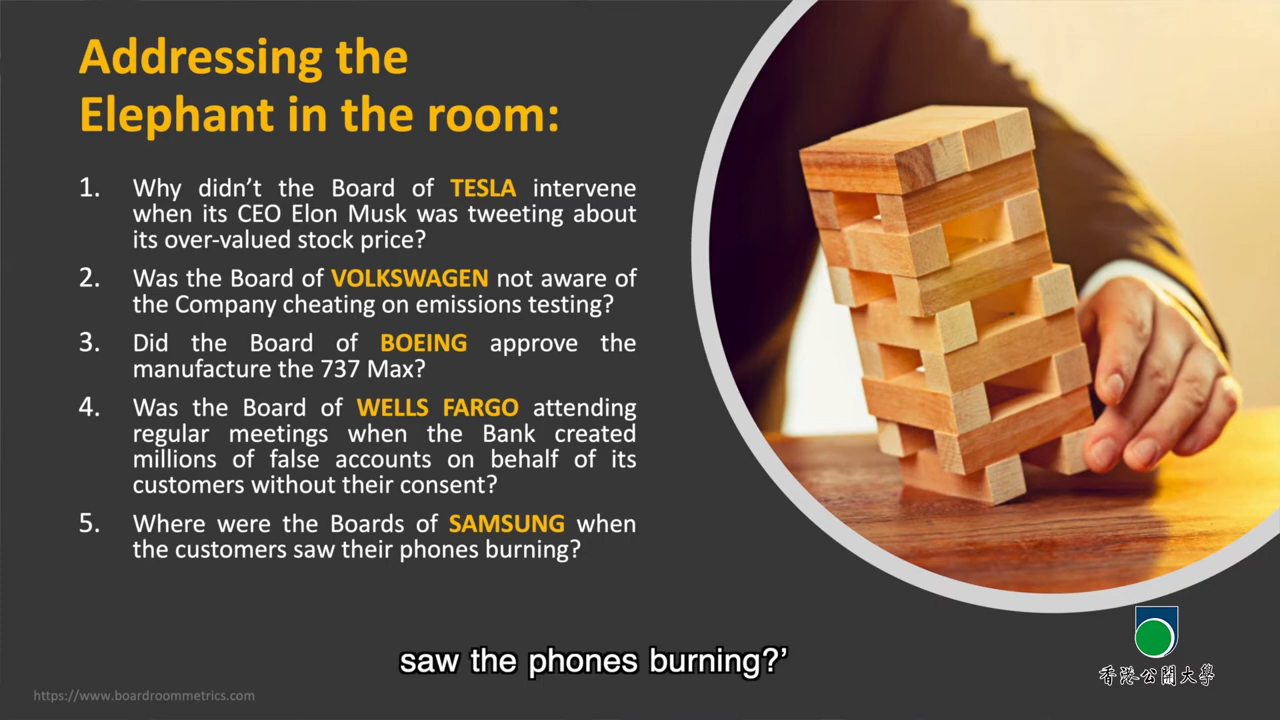 Addressing the
Elephant in the room:
1. Why didn’t the Board of TESLA intervene
when its CEO Elon Musk was tweeting about
its over-valued stock price?
2. Was the Board of VOLKSWAGEN not aware of
the Company cheating on emissions testing?
3. Did the Board of BOEING approve the
manufacture the 737 Max?
4. Was the Board of WELLS FARGO attending
regular meetings when the Bank created
millions of false accounts on behalf of its
customers without their consent?
5. Where were the Boards of SAMSUNG when
the customers saw their phones burning?
saw the phones burning?’
香港公開大學
https://www.boardroommetrics.com